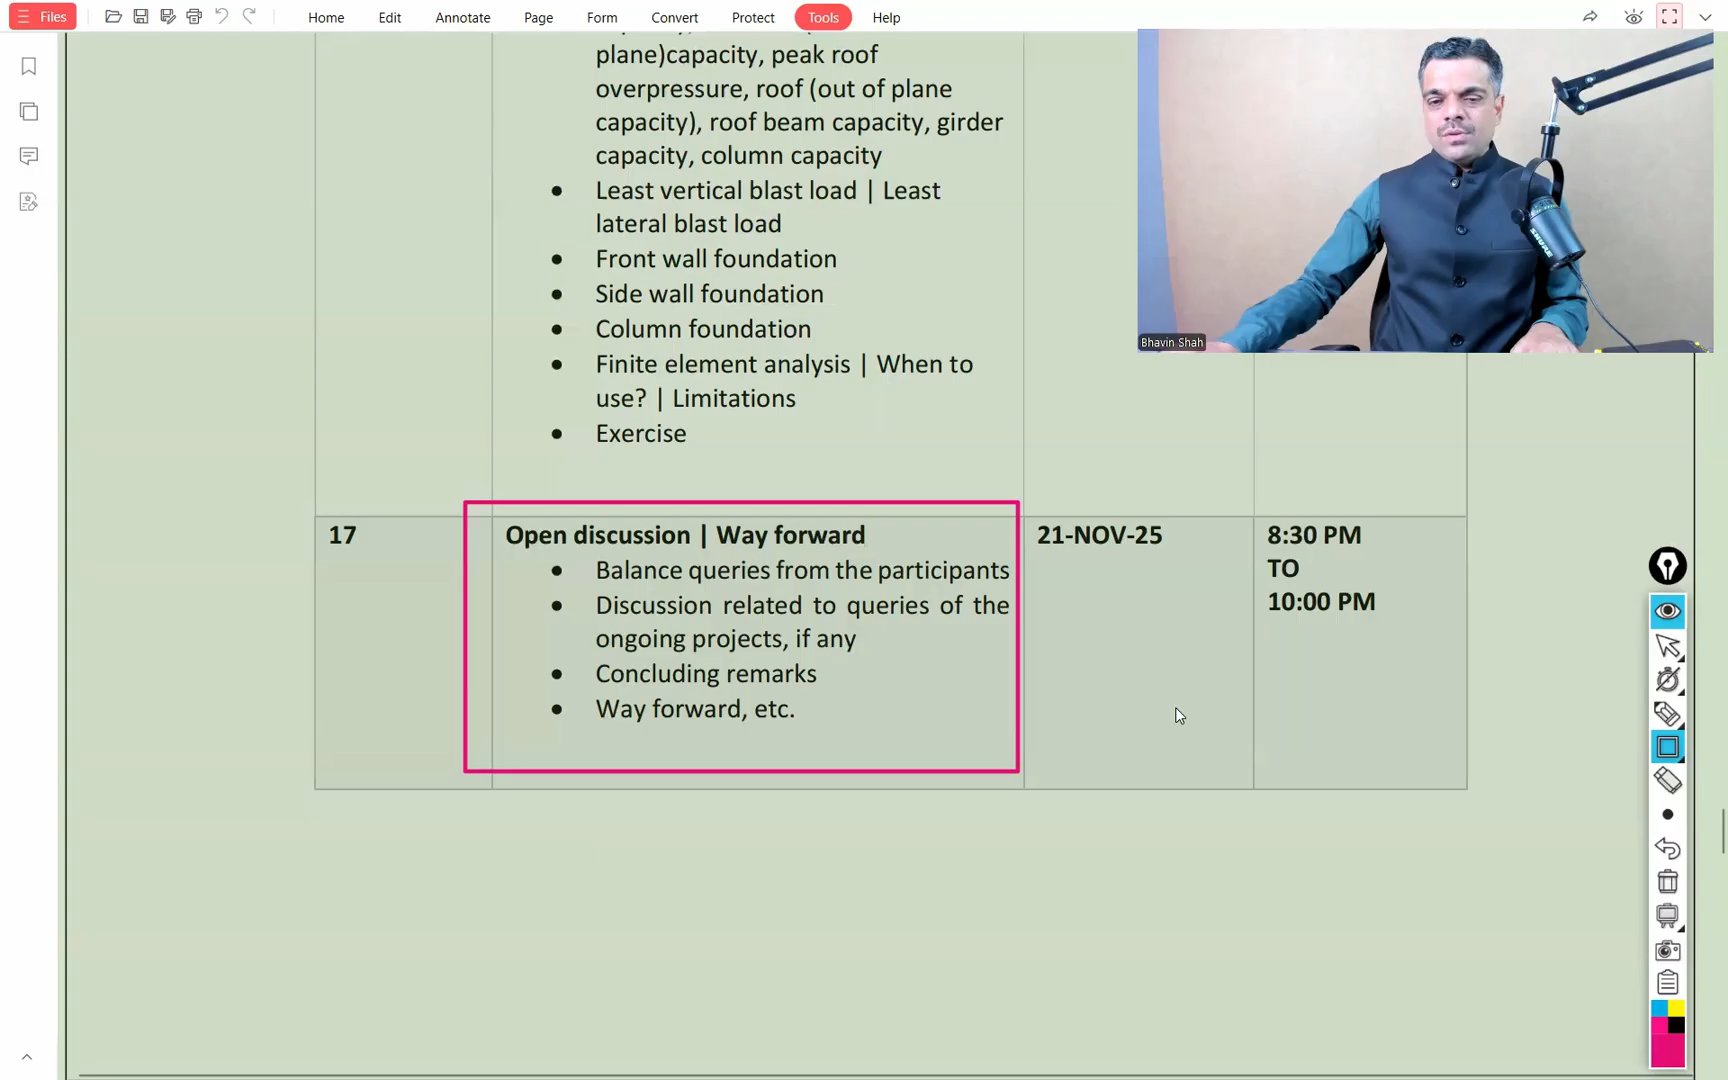 Files
Home Edit Annotate Page Form Convert Protect Tools Help
plane)capacity, peak roof
overpressure, roof (out of plane
capacity), roof beam capacity, girder
capacity, column capacity
• Least vertical blast load | Least
lateral blast load
• Front wall foundation
• Side wall foundation
• Column foundation
• Finite element analysis | When to
use? | Limitations
• Exercise
SHURE
Bhavin Shah
17
Open discussion | Way forward
• Balance queries from the participants
• Discussion related to queries of the
ongoing projects, if any
• Concluding remarks
• Way forward, etc.
21-NOV-25
8:30 PM
TO
10:00 PM